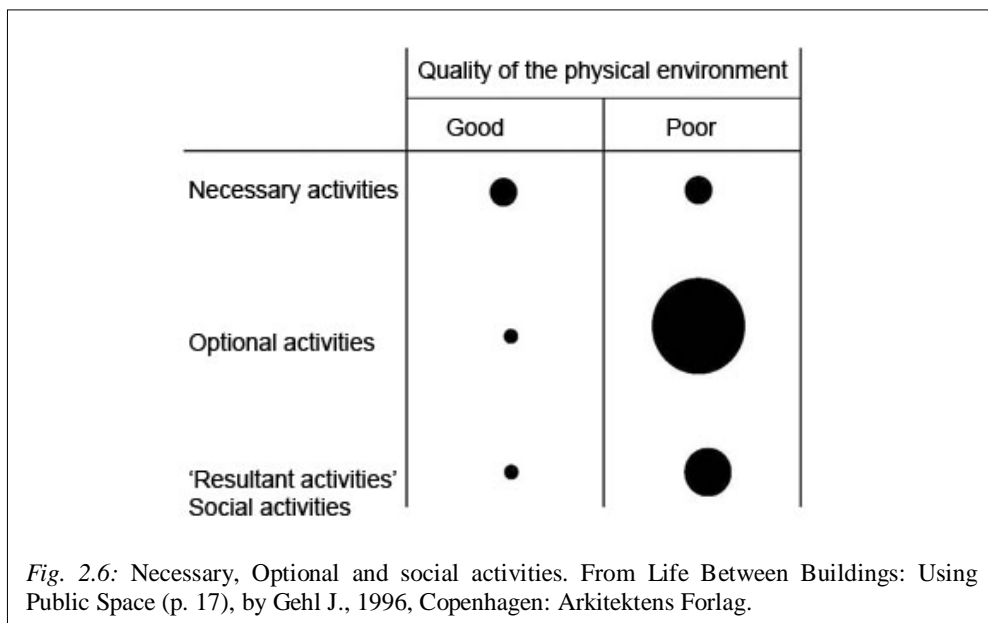 Quality of the physical environment
Good Poor
Necessary activities
Optional activities
‘Resultant activities’
Social activities
Fig. 2.6: Necessary, Optional and social activities. From Life Between Buildings: Using
Public Space (p. 17), by Gehl J., 1996, Copenhagen: Arkitektens Forlag.